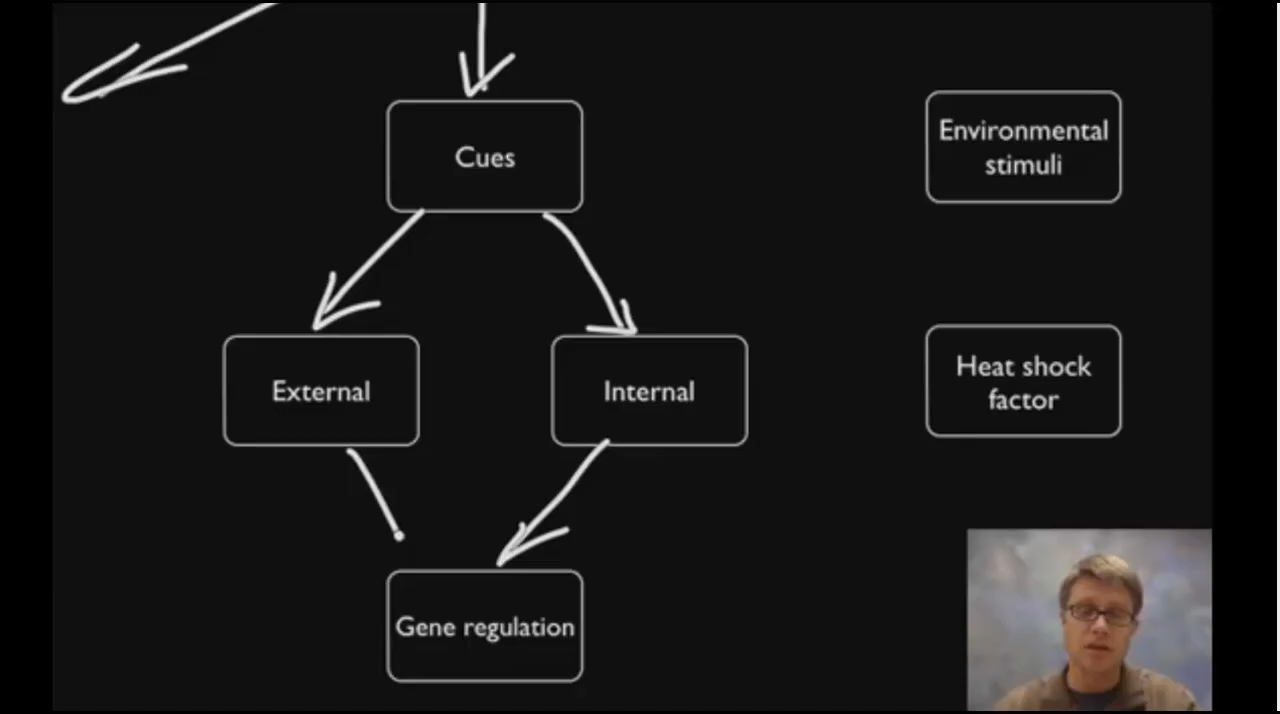 Cues
Environmental
stimuli
External
Internal
Heat shock
factor
Gene regulation